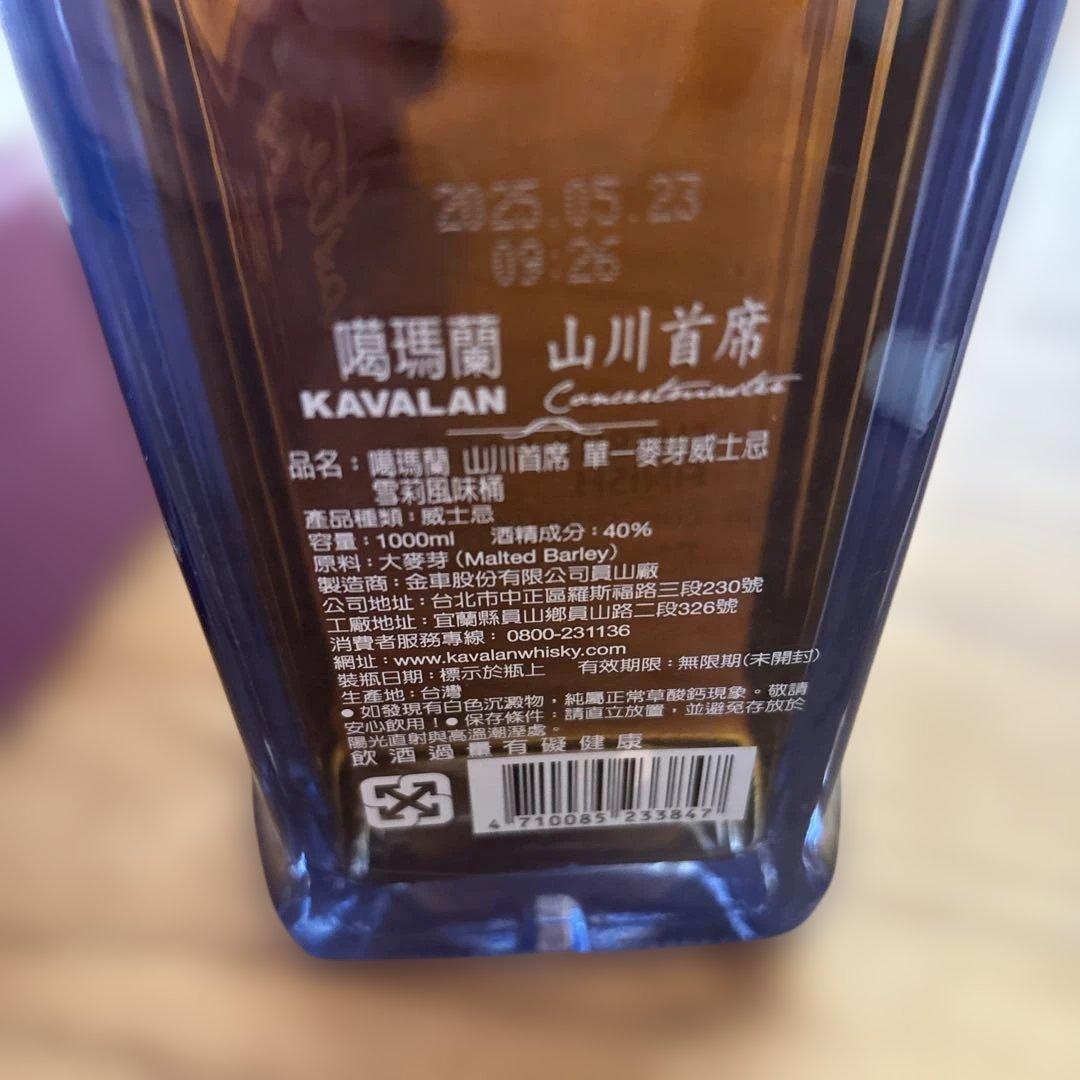 2025.05.23
09:26
噶瑪蘭 山川首席
KAVALAN Concertmaster
品名：噶瑪蘭 山川首席 單一麥芽威士忌
雪莉風味桶
產品種類：威士忌
容量：1000ml 酒精成分：40%
原料：大麥芽（Malted Barley）
製造商：金車股份有限公司員山廠
公司地址：台北市中正區羅斯福路三段230號
工廠地址：宜蘭縣員山鄉員山路二段326號
消費者服務專線：0800-231136
網址：www.kavalanwhisky.com
裝瓶日期：標示於瓶上 有效期限：無限期(未開封)
生產地：台灣
●如發現有白色沉澱物，純屬正常草酸鈣現象。敬請
安心飲用！●保存條件：請直立放置，並避免存放於
陽光直射與高溫潮溼處。
飲酒過量有礙健康
4 710085 233847